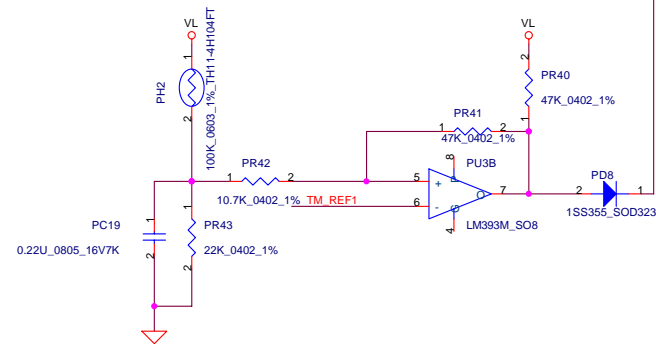 VL
1
PH2
2
100K_0603_1%_TH11-4H104FT
VL
2
PR40
47K_0402_1%
1
PR41
1
2
47K_0402_1%
PR42
1
2
10.7K_0402_1%
TM_REF1
8
PU3B
5
+
P
O
7
6
-
G
4
LM393M_SO8
PD8
2
1
1SS355_SOD323
1
PC19
2
0.22U_0805_16V7K
1
PR43
22K_0402_1%
2